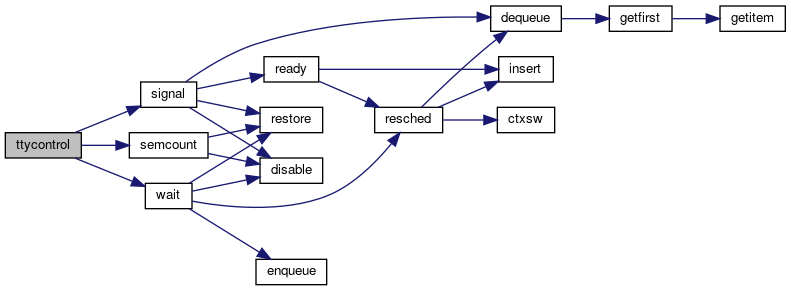 ttycontrol
signal
semcount
wait
ready
restore
disable
enqueue
resched
dequeue
insert
ctxsw
getfirst
getitem